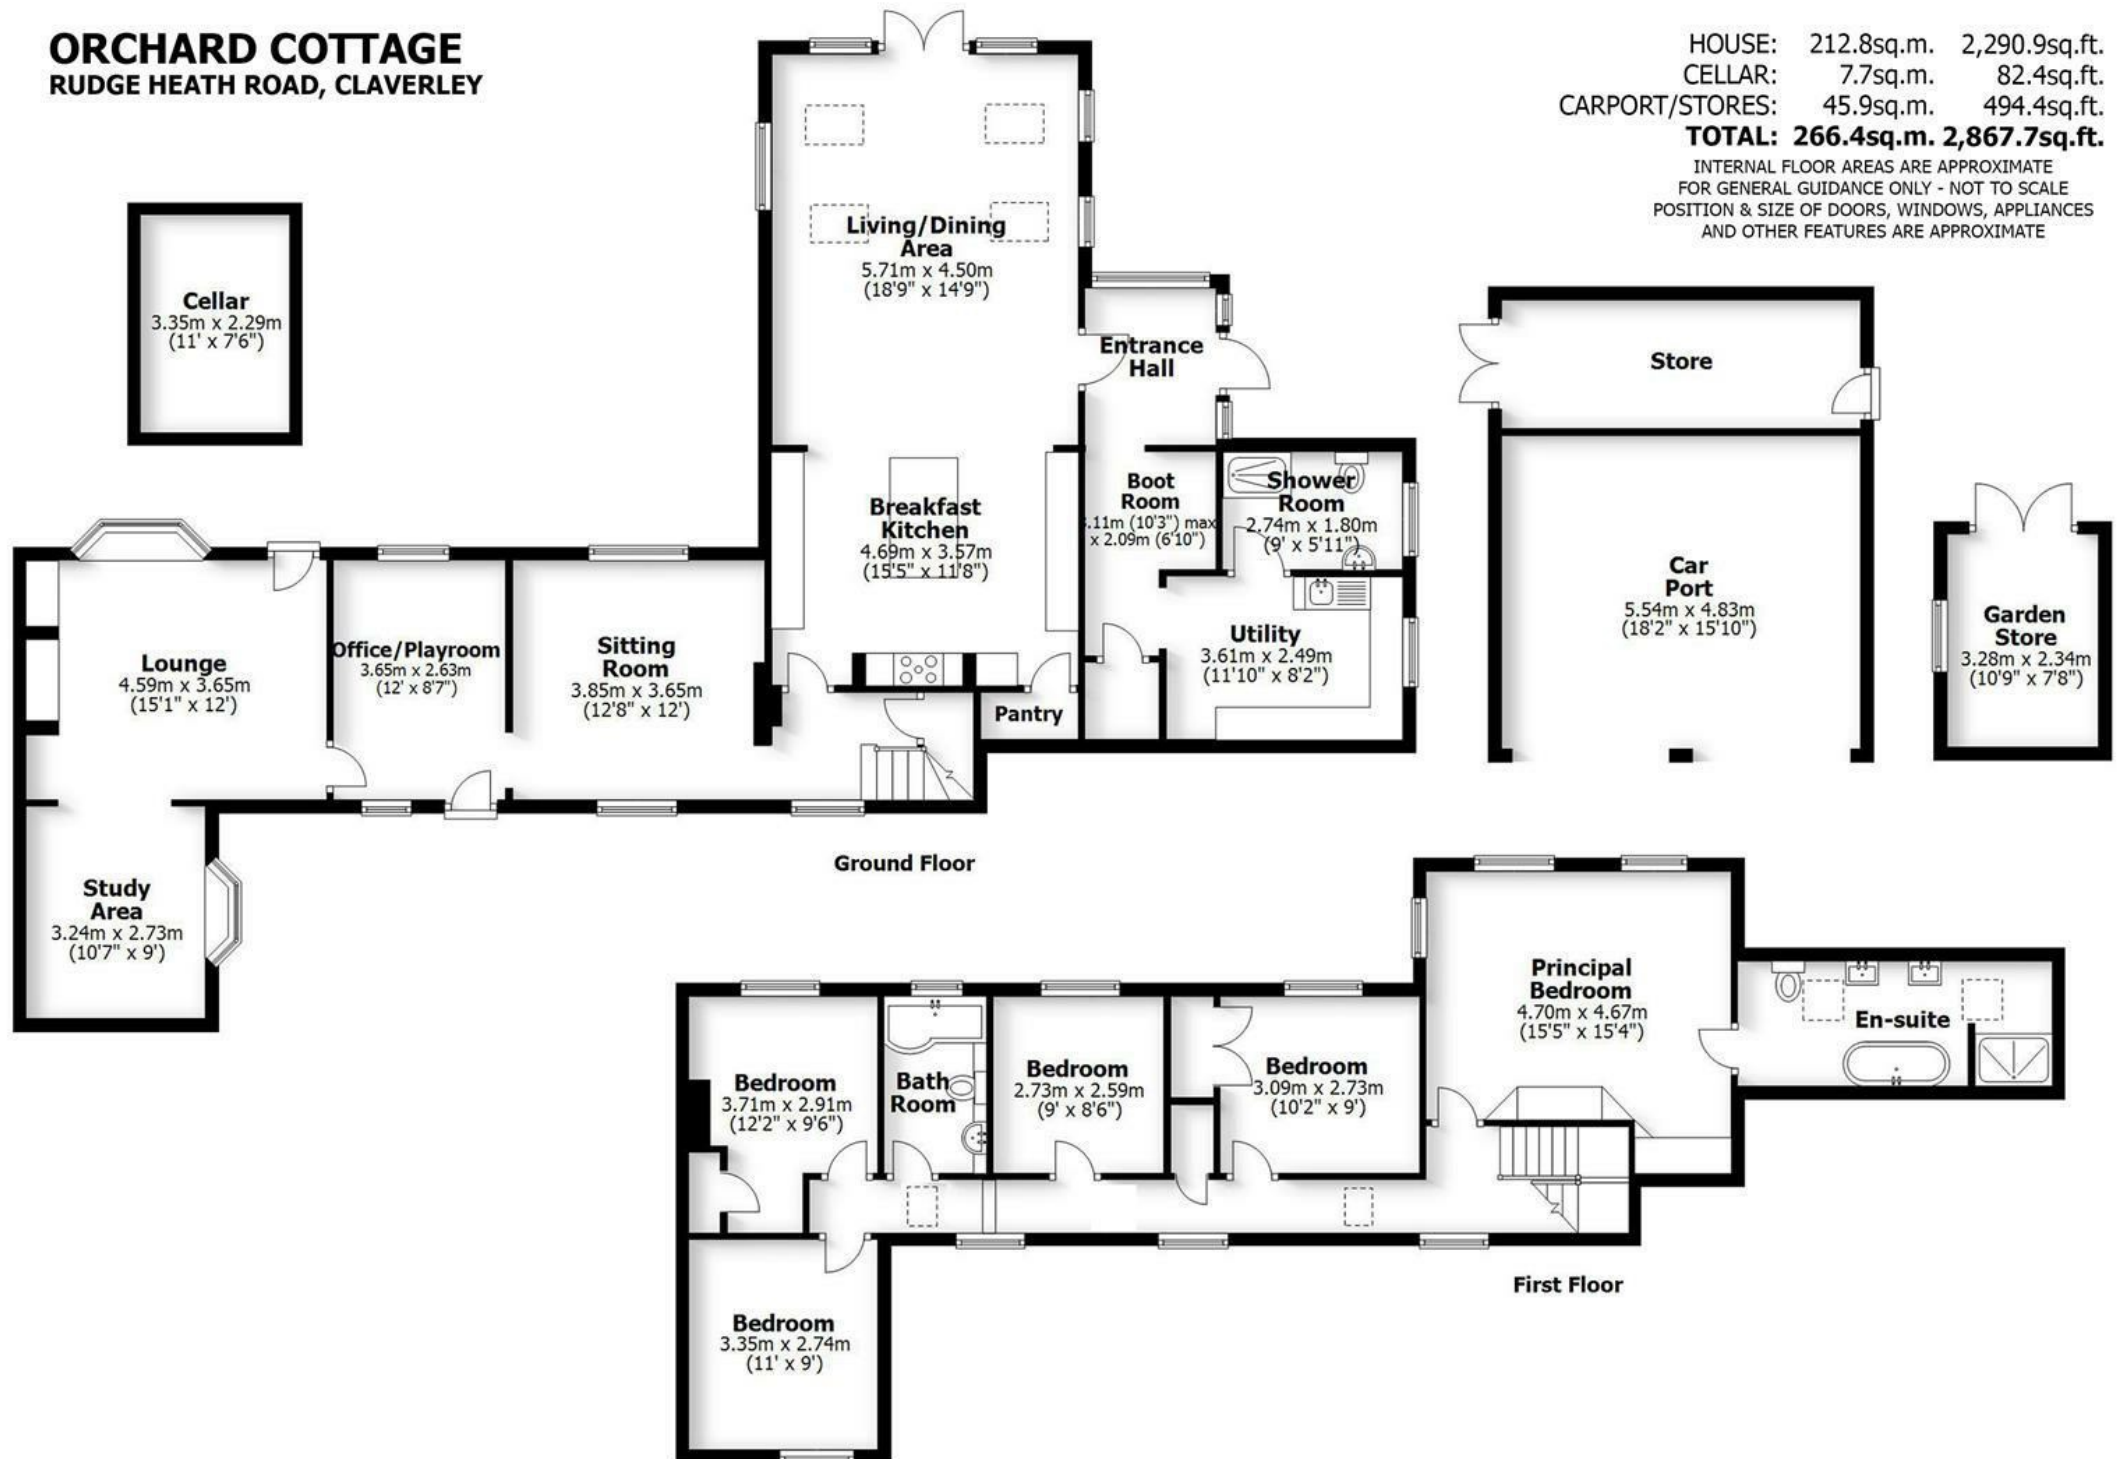 ORCHARD COTTAGE
RUDGE HEATH ROAD, CLAVERLEY
HOUSE: 212.8sq.m. 2,290.9sq.ft.
CELLAR: 7.7sq.m. 82.4sq.ft.
CARPORT/STORES: 45.9sq.m. 494.4sq.ft.
TOTAL: 266.4sq.m. 2,867.7sq.ft.
INTERNAL FLOOR AREAS ARE APPROXIMATE
FOR GENERAL GUIDANCE ONLY - NOT TO SCALE
POSITION & SIZE OF DOORS, WINDOWS, APPLIANCES
AND OTHER FEATURES ARE APPROXIMATE
Cellar
3.35m x 2.29m
(11' x 7'6")
Living/Dining
Area
5.71m x 4.50m
(18'9" x 14'9")
Entrance
Hall
Store
Breakfast
Kitchen
4.69m x 3.57m
(15'5" x 11'8")
Boot
Room
.11m (10'3") max
x 2.09m (6'10")
Shower
Room
2.74m x 1.80m
(9' x 5'11")
Car
Port
5.54m x 4.83m
(18'2" x 15'10")
Garden
Store
3.28m x 2.34m
(10'9" x 7'8")
Lounge
4.59m x 3.65m
(15'1" x 12')
Office/Playroom
3.65m x 2.63m
(12' x 8'7")
Sitting
Room
3.85m x 3.65m
(12'8" x 12')
Utility
3.61m x 2.49m
(11'10" x 8'2")
Pantry
Study
Area
3.24m x 2.73m
(10'7" x 9')
Ground Floor
Principal
Bedroom
4.70m x 4.67m
(15'5" x 15'4")
En-suite
Bedroom
3.71m x 2.91m
(12'2" x 9'6")
Bath
Room
Bedroom
2.73m x 2.59m
(9' x 8'6")
Bedroom
3.09m x 2.73m
(10'2" x 9')
Bedroom
3.35m x 2.74m
(11' x 9')
First Floor